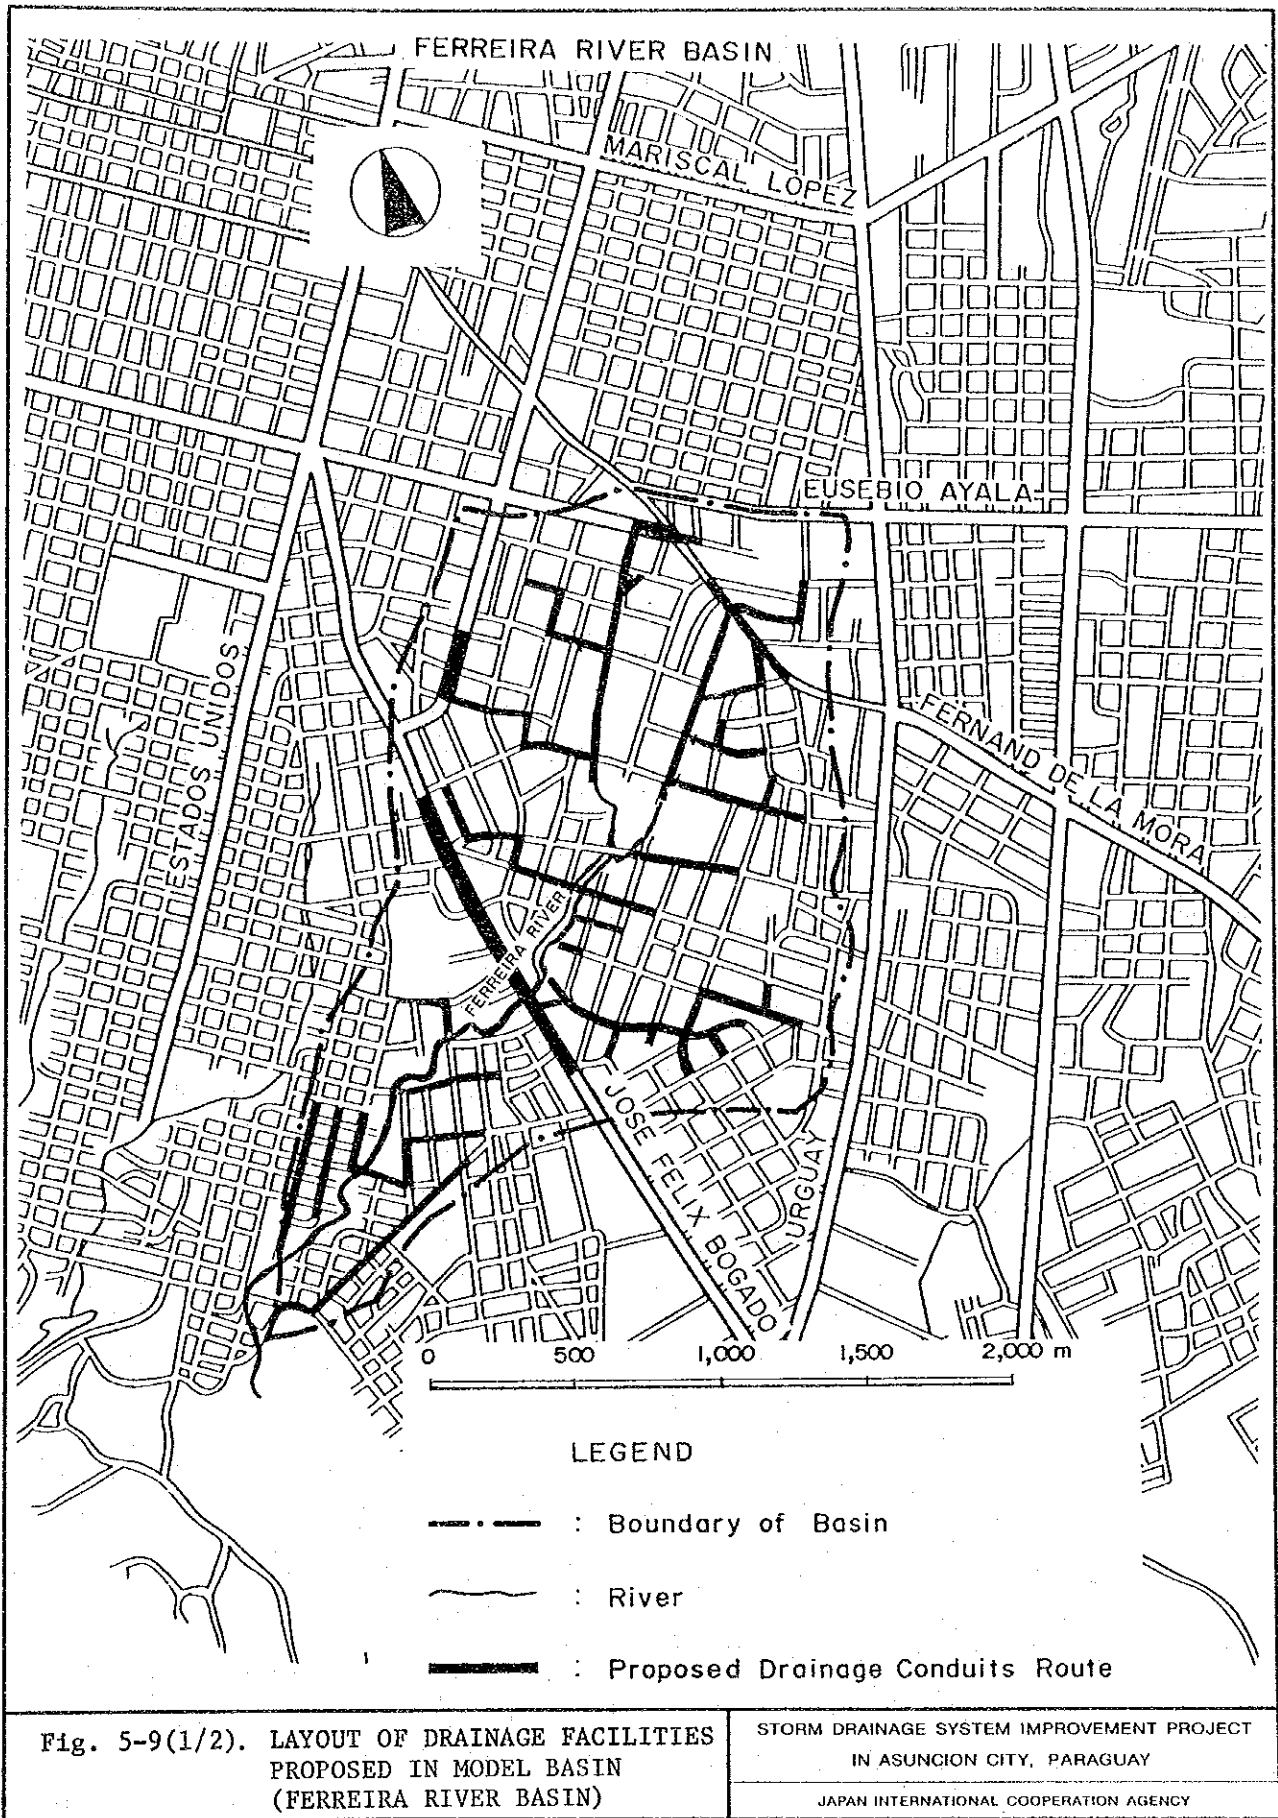 FERREIRA RIVER BASIN
MARISCAL LOPEZ
EUSEBIO AYALA
ESTADOS UNIDOS
FERNAND DE LA MORA
FERREIRA RIVER
JOSE FELIX BOGADO
URGUAY
0 500 1,000 1,500 2,000 m
LEGEND
: Boundary of Basin
: River
: Proposed Drainage Conduits Route
Fig. 5-9(1/2). LAYOUT OF DRAINAGE FACILITIES
PROPOSED IN MODEL BASIN
(FERREIRA RIVER BASIN)
STORM DRAINAGE SYSTEM IMPROVEMENT PROJECT
IN ASUNCION CITY, PARAGUAY
JAPAN INTERNATIONAL COOPERATION AGENCY